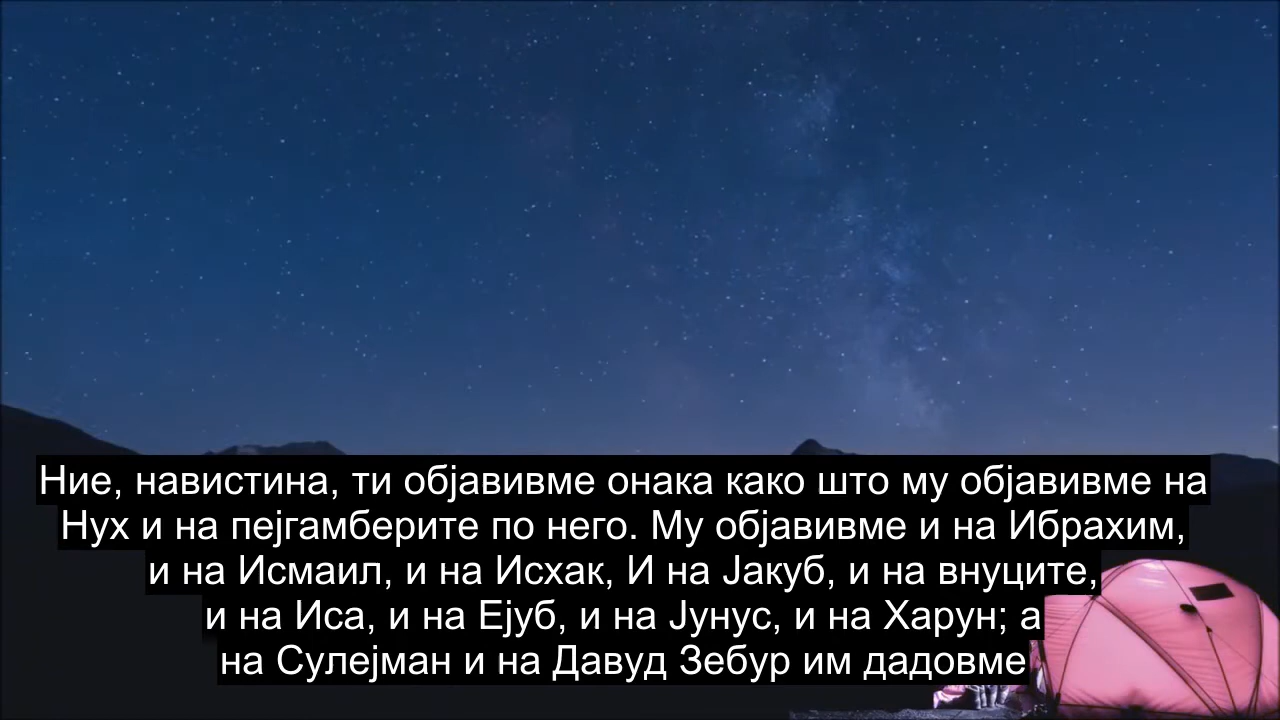 Ние, навистина, ти објавивме онака како што му објавивме на
Нух и на пејгамберите по него. Му објавивме и на Ибрахим,
и на Исмаил, и на Исхак, И на Јакуб, и на внуците,
и на Иса, и на Ејуб, и на Јунус, и на Харун; а
на Сулејман и на Давуд Зебур им дадовме